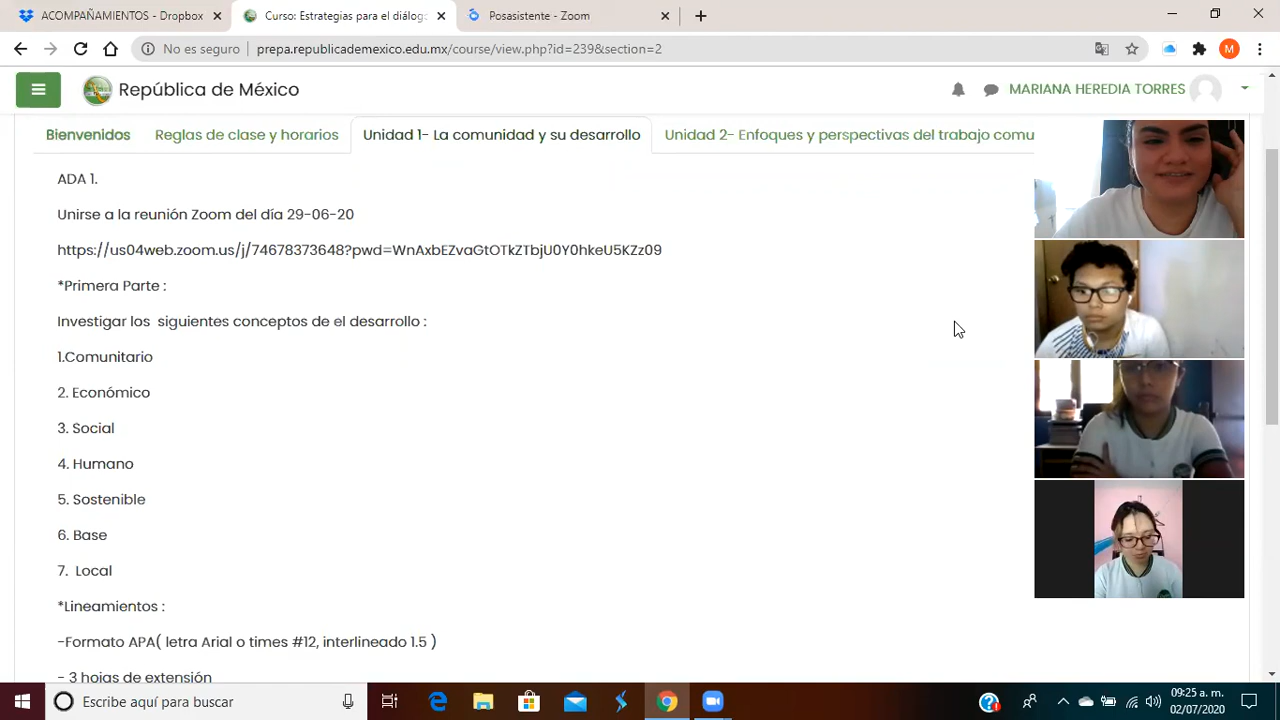 ACOMPAÑAMIENTOS - Dropbox
Curso: Estrategias para el diálogo
Posasistente - Zoom
No es seguro
prepa.republicademexico.edu.mx/course/view.php?id=239&section=2
M
República de México
MARIANA HEREDIA TORRES
Bienvenidos
Reglas de clase y horarios
Unidad 1- La comunidad y su desarrollo
Unidad 2- Enfoques y perspectivas del trabajo comu
ADA 1.
Unirse a la reunión Zoom del día 29-06-20
https://us04web.zoom.us/j/74678373648?pwd=WnAxbEZvaGtOTkZTbjU0Y0hkeU5KZz09
*Primera Parte :
Investigar los siguientes conceptos de el desarrollo :
1.Comunitario
2. Económico
3. Social
4. Humano
5. Sostenible
6. Base
7. Local
*Lineamientos :
-Formato APA( letra Arial o times #12, interlineado 1.5 )
- 3 hojas de extensión
Escribe aquí para buscar
09:25 a. m.
02/07/2020